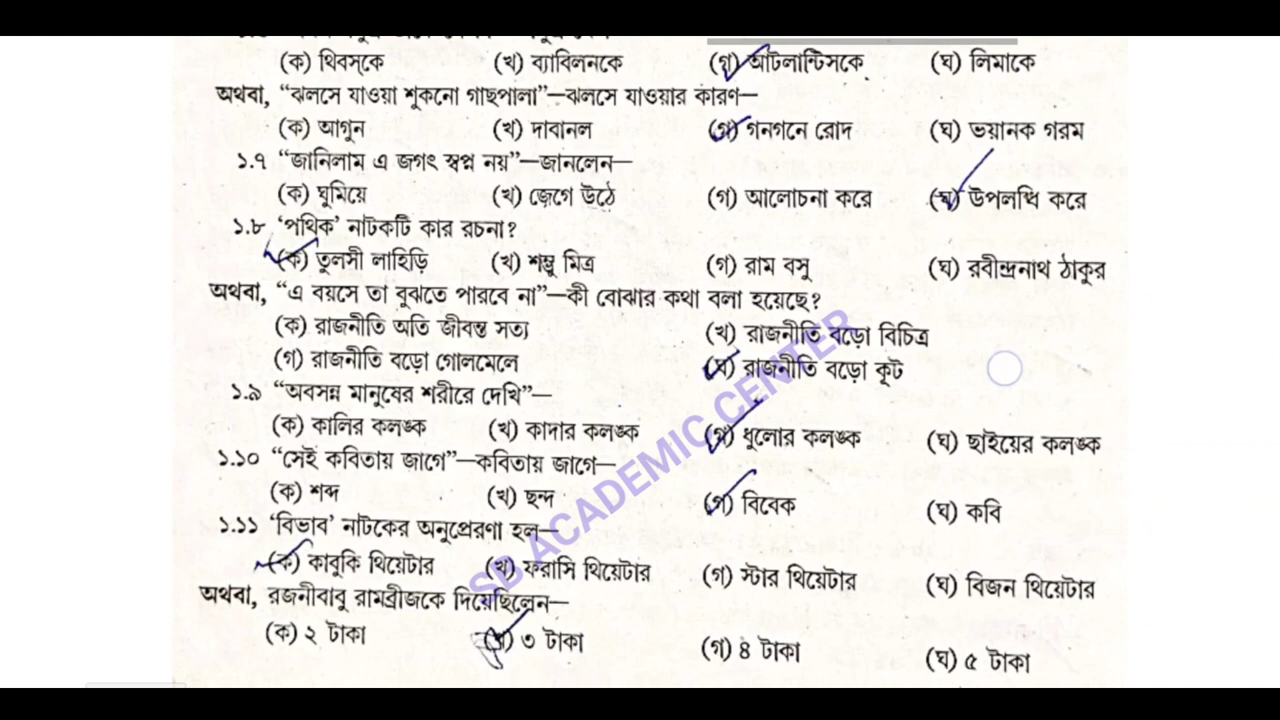 (ক) থিবস্‌কে (খ) ব্যাবিলনকে (গ) আটলান্টিসকে (ঘ) লিমাকে
অথবা, “ঝলসে যাওয়া শুকনো গাছপালা”—ঝলসে যাওয়ার কারণ—
(ক) আগুন (খ) দাবানল (গ) গনগনে রোদ (ঘ) ভয়ানক গরম
১.৭ “জানিলাম এ জগৎ স্বপ্ন নয়”—জানলেন—
(ক) ঘুমিয়ে (খ) জেগে উঠে (গ) আলোচনা করে (ঘ) উপলব্ধি করে
১.৮ ‘পথিক’ নাটকটি কার রচনা?
(ক) তুলসী লাহিড়ি (খ) শম্ভু মিত্র (গ) রাম বসু (ঘ) রবীন্দ্রনাথ ঠাকুর
অথবা, “এ বয়সে তা বুঝতে পারবে না”—কী বোঝার কথা বলা হয়েছে?
(ক) রাজনীতি অতি জীবন্ত সত্য (খ) রাজনীতি বড়ো বিচিত্র
(গ) রাজনীতি বড়ো গোলমেলে (ঘ) রাজনীতি বড়ো কূট
১.৯ “অবসন্ন মানুষের শরীরে দেখি”—
(ক) কালির কলঙ্ক (খ) কাদার কলঙ্ক (গ) ধুলোর কলঙ্ক (ঘ) ছাইয়ের কলঙ্ক
১.১০ “সেই কবিতায় জাগে”—কবিতায় জাগে—
(ক) শব্দ (খ) ছন্দ (গ) বিবেক (ঘ) কবি
১.১১ ‘বিভাব’ নাটকের অনুপ্রেরণা হল—
(ক) কাবুকি থিয়েটার (খ) ফরাসি থিয়েটার (গ) স্টার থিয়েটার (ঘ) বিজন থিয়েটার
অথবা, রজনীবাবু রামব্রীজকে দিয়েছিলেন—
(ক) ২ টাকা (খ) ৩ টাকা (গ) ৪ টাকা (ঘ) ৫ টাকা
SB ACADEMIC CENTER